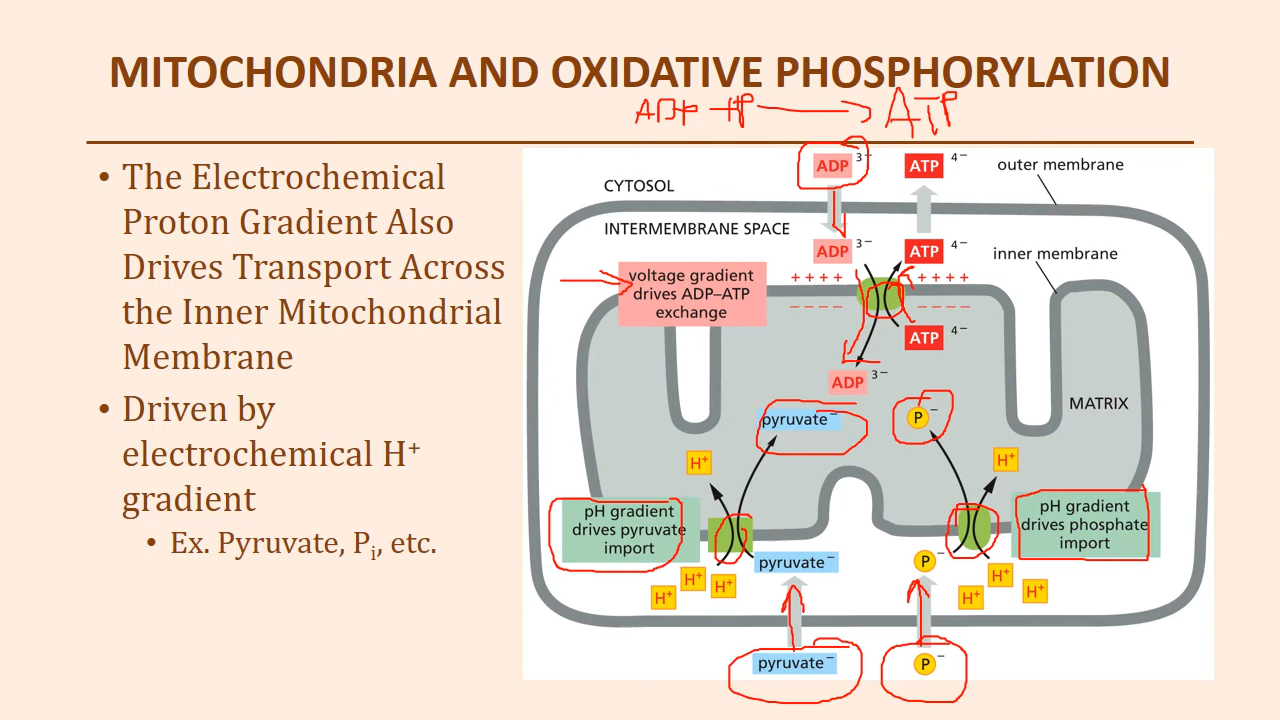 MITOCHONDRIA AND OXIDATIVE PHOSPHORYLATION
ADP + P → ATP
• The Electrochemical
Proton Gradient Also
Drives Transport Across
the Inner Mitochondrial
Membrane
• Driven by
electrochemical H⁺
gradient
• Ex. Pyruvate, Pᵢ, etc.
ADP 3−
ATP 4−
outer membrane
CYTOSOL
INTERMEMBRANE SPACE
ADP 3−
ATP 4−
inner membrane
voltage gradient
drives ADP–ATP
exchange
+ + + +
+ + + +
− − − −
− − − −
ATP 4−
ADP 3−
MATRIX
pyruvate⁻
P⁻
H⁺
H⁺
pH gradient
drives pyruvate
import
pH gradient
drives phosphate
import
pyruvate⁻
P⁻
H⁺
H⁺
H⁺
H⁺
H⁺
H⁺
pyruvate⁻
P⁻